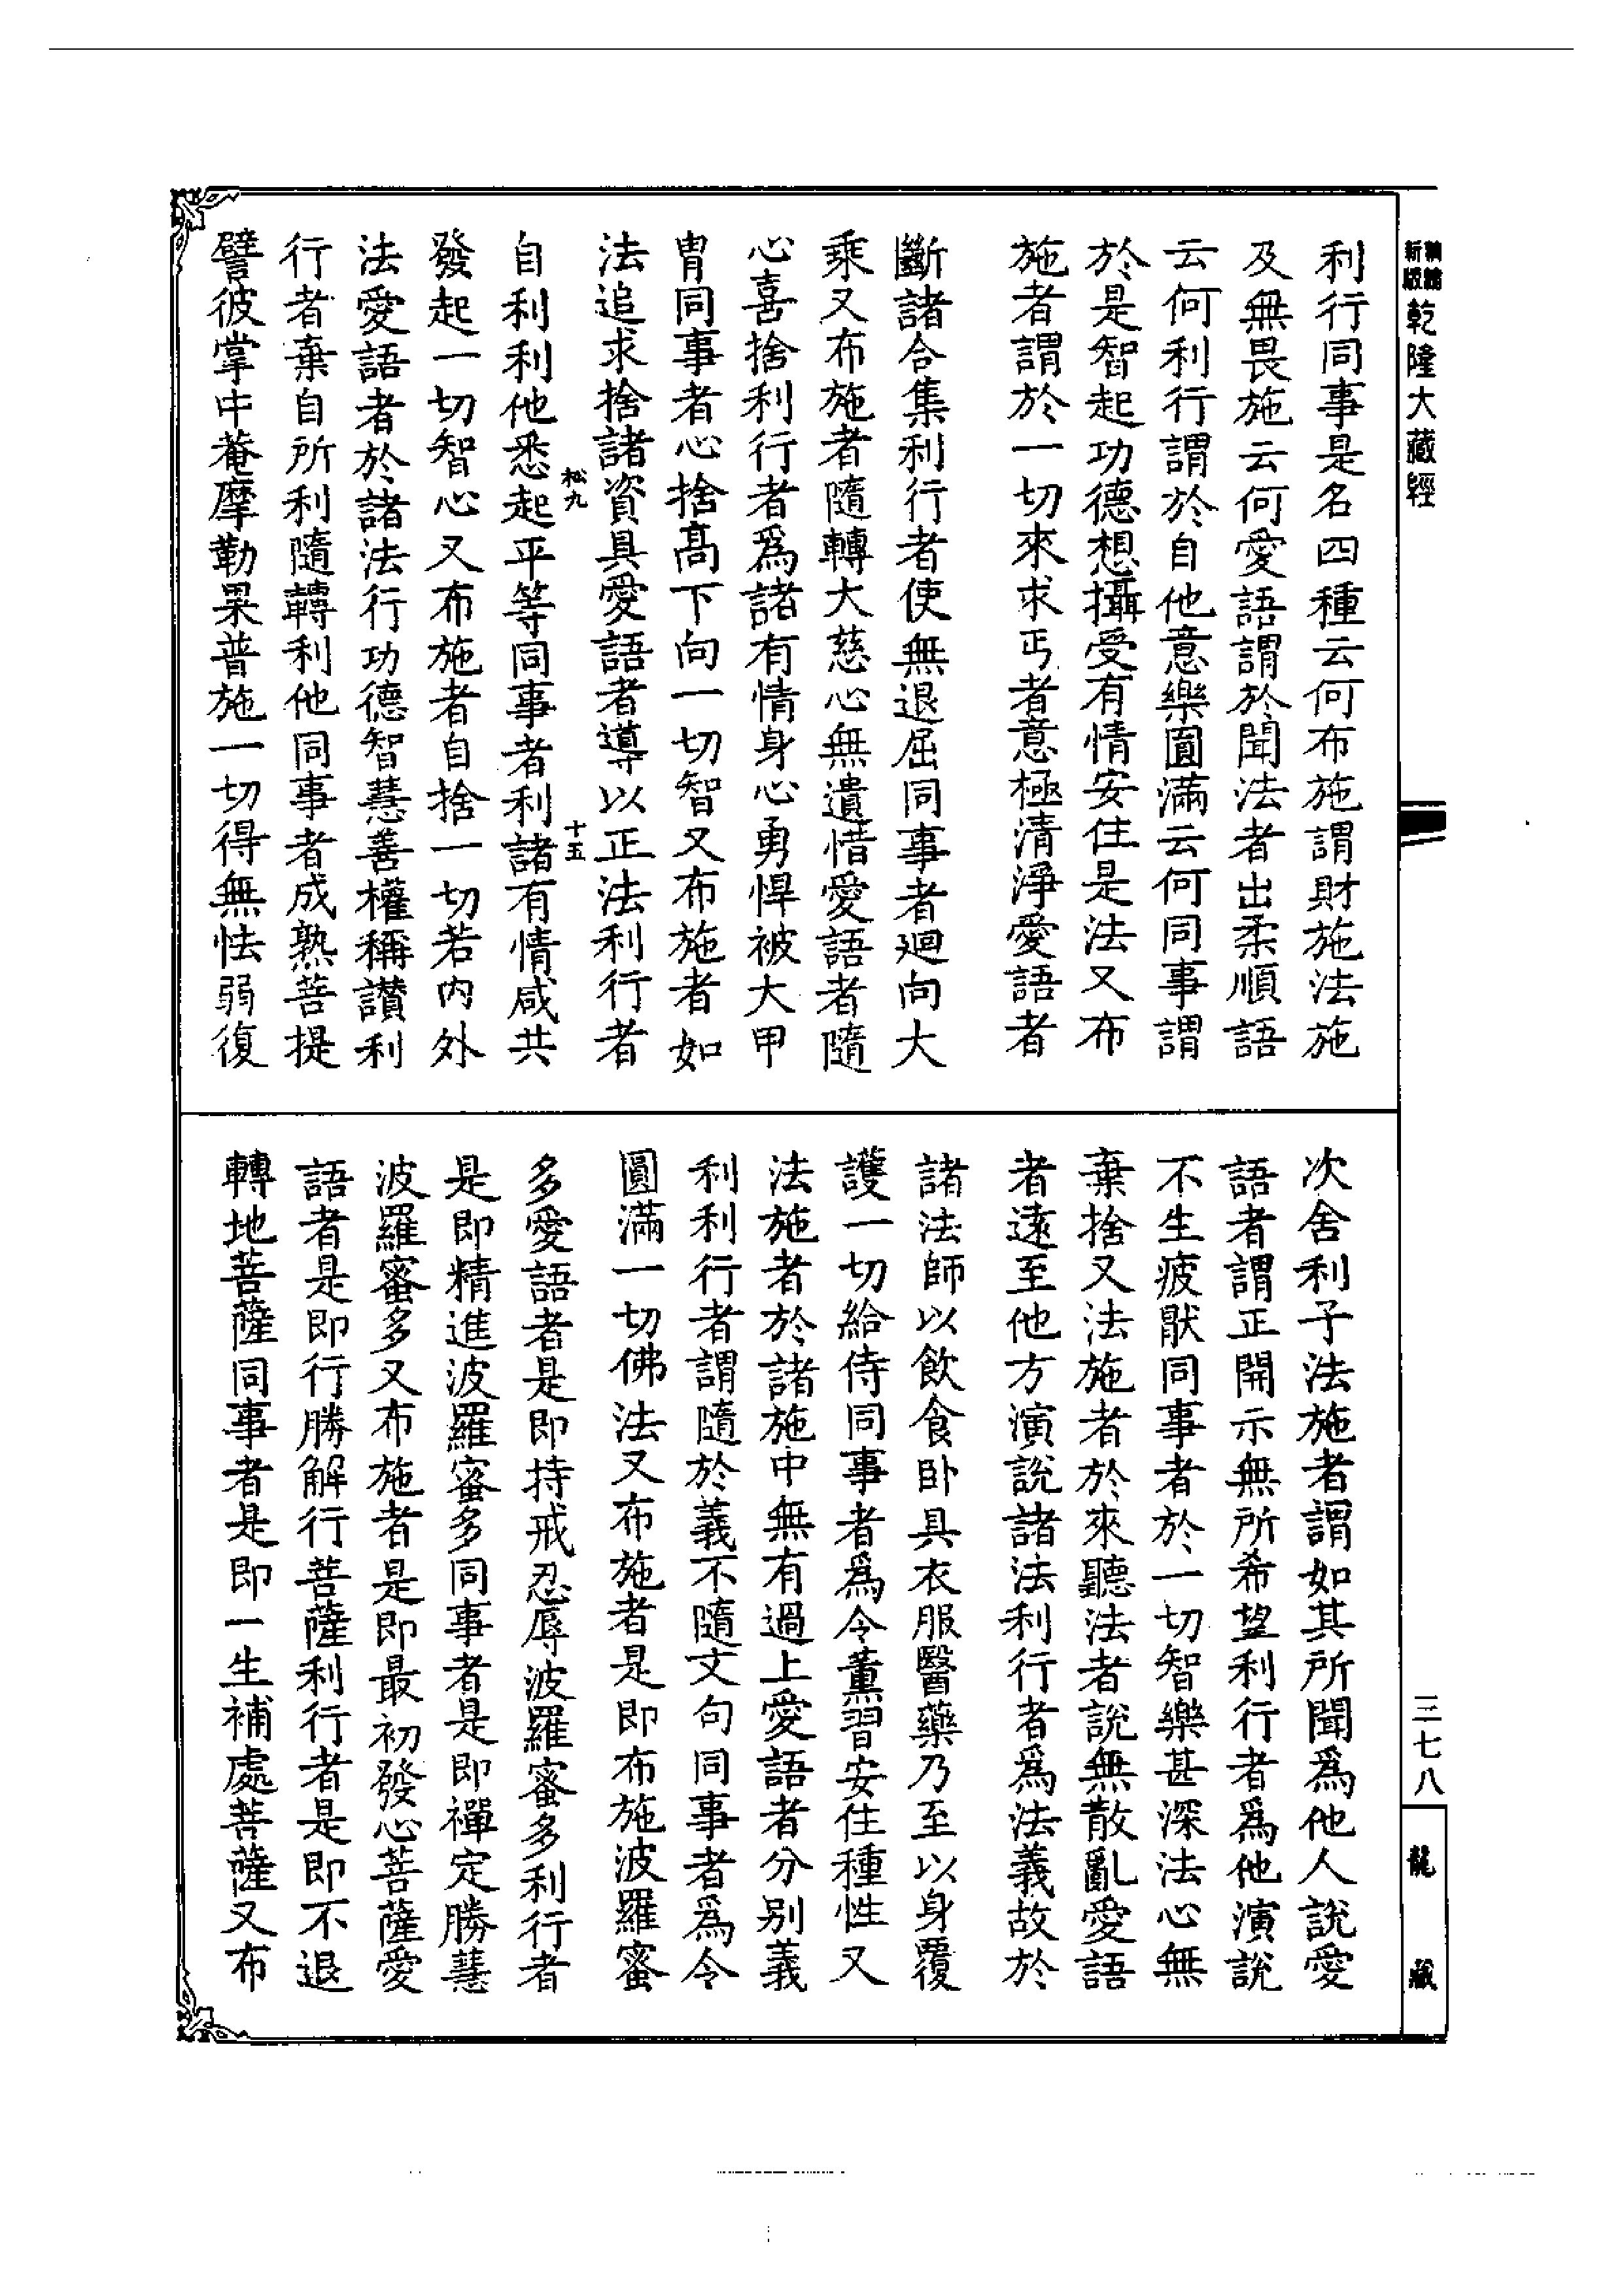 新版
精縮
乾隆大藏經
利行同事是名四種云何布施謂財施法施
及無畏施云何愛語謂於聞法者出柔順語
云何利行謂於自他意樂圓滿云何同事謂
於是智起功德想攝受有情安住是法又布
施者謂於一切來求丐者意極清淨愛語者
斷諸合集利行者使無退屈同事者迴向大
乘又布施者隨轉大慈心無遺惜愛語者隨
心喜捨利行者爲諸有情身心勇悍被大甲
胄同事者心捨髙下向一切智又布施者如
法追求捨諸資具愛語者導以正法利行者
松九
十五
自利利他悉起平等同事者利諸有情咸共
發起一切智心又布施者自捨一切若内外
法愛語者於諸法行功德智慧善權稱讚利
行者棄自所利隨轉利他同事者成熟菩提
譬彼掌中菴摩勒果普施一切得無怯弱復
次舍利子法施者謂如其所聞爲他人說愛
語者謂正開示無所希望利行者爲他演說
不生疲厭同事者於一切智樂甚深法心無
棄捨又法施者於來聽法者說無散亂愛語
者遠至他方演說諸法利行者爲法義故於
諸法師以飲食卧具衣服醫藥乃至以身覆
護一切給侍同事者爲令薰習安住種性又
法施者於諸施中無有過上愛語者分别義
利利行者謂隨於義不隨文句同事者爲令
圓滿一切佛法又布施者是即布施波羅蜜
多愛語者是即持戒忍辱波羅蜜多利行者
是即精進波羅蜜多同事者是即禪定勝慧
波羅蜜多又布施者是即最初發心菩薩愛
語者是即行勝解行菩薩利行者是即不退
轉地菩薩同事者是即一生補處菩薩又布
三七八
龍藏